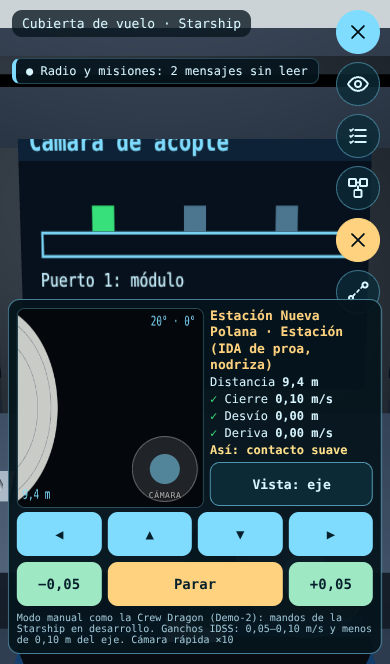 Cubierta de vuelo · Starship
● Radio y misiones: 2 mensajes sin leer
Cámara de acople
Puerto 1: módulo
20° · 0°
9,4 m
CÁMARA
Estación Nueva
Polana · Estación
(IDA de proa,
nodriza)
Distancia 9,4 m
✓ Cierre 0,10 m/s
✓ Desvío 0,00 m
✓ Deriva 0,00 m/s
Así: contacto suave
Vista: eje
◄ ▲ ▼ ►
−0,05 Parar +0,05
Modo manual como la Crew Dragon (Demo-2): mandos de la
Starship en desarrollo. Ganchos IDSS: 0,05–0,10 m/s y menos
de 0,10 m del eje. Cámara rápida ×10